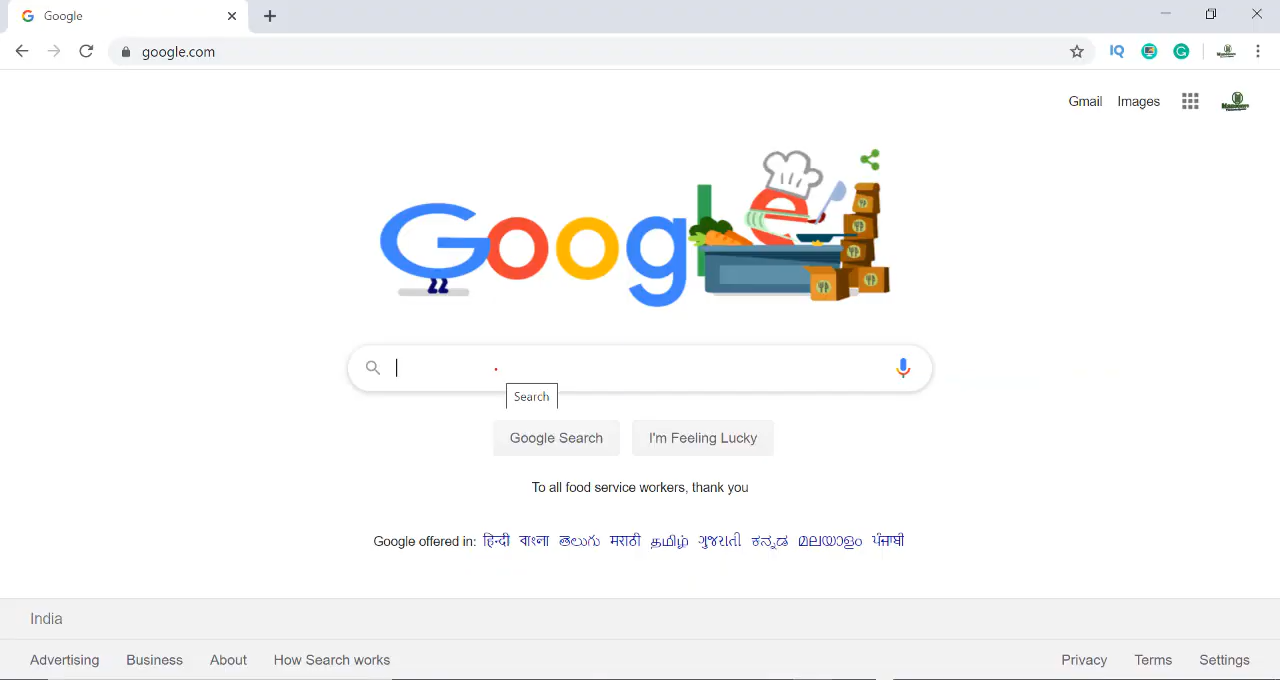 Google
google.com
IQ
Gmail Images
Google
Search
Google Search I'm Feeling Lucky
To all food service workers, thank you
Google offered in: हिन्दी বাংলা తెలుగు मराठी தமிழ் ગુજરાતી ಕನ್ನಡ മലയാളം ਪੰਜਾਬੀ
India
Advertising Business About How Search works Privacy Terms Settings